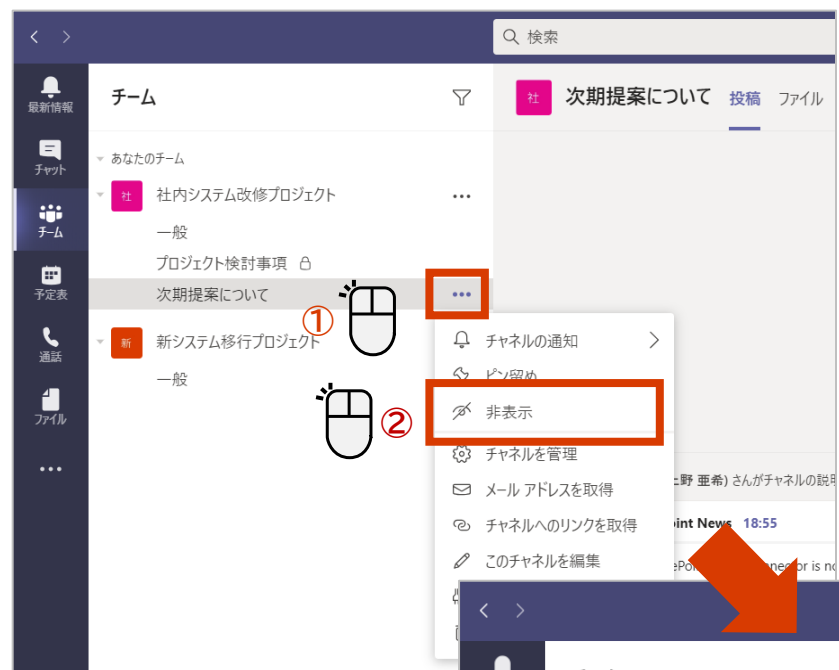 検索
最新情報
チャット
チーム
予定表
通話
ファイル
チーム
あなたのチーム
社 社内システム改修プロジェクト
一般
プロジェクト検討事項
次期提案について
新 新システム移行プロジェクト
一般
①
②
社 次期提案について 投稿 ファイル
チャネルの通知
ピン留め
非表示
チャネルを管理
メール アドレスを取得
チャネルへのリンクを取得
このチャネルを編集
野 亜希) さんがチャネルの説明
int News 18:55
or is no